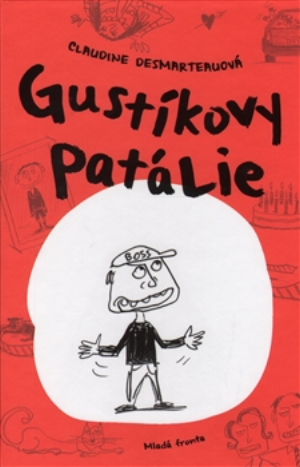 CLAUDINE DESMARTEAUOVÁ
Gustíkovy
patálie
BOSS
Mladá fronta